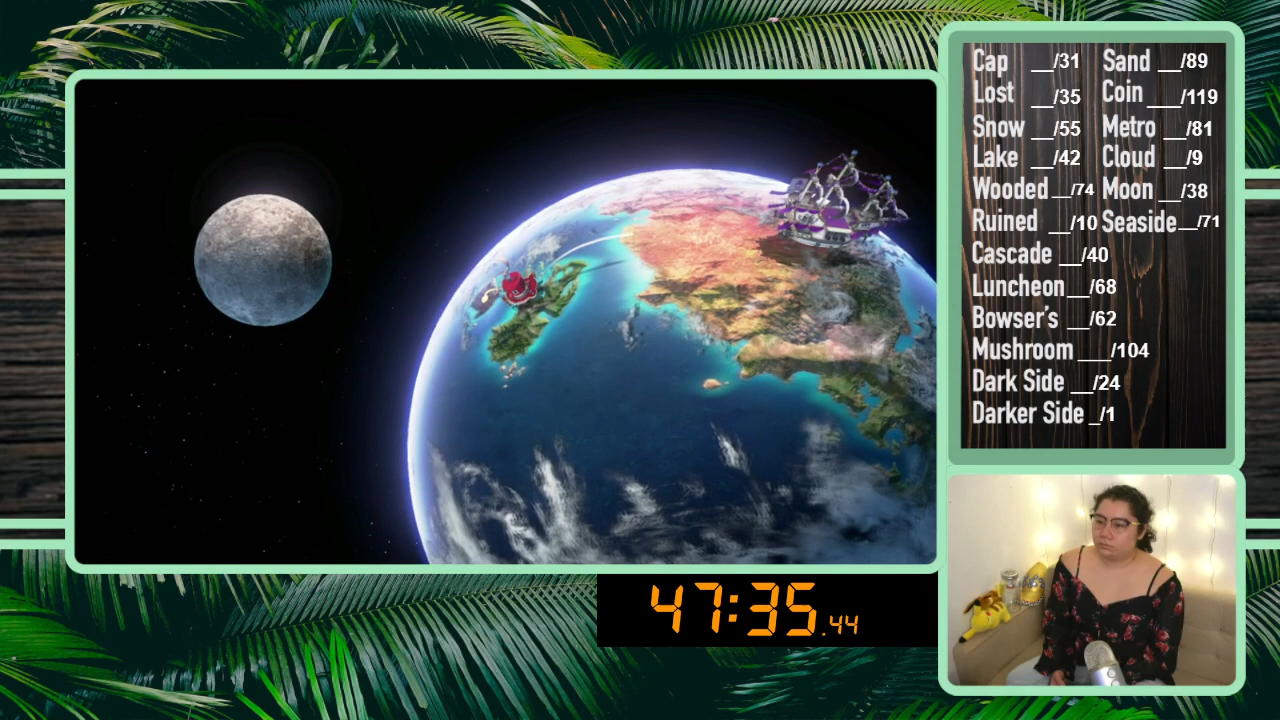 Cap __/31 Sand __/89
Lost __/35 Coin ___/119
Snow __/55 Metro __/81
Lake __/42 Cloud __/9
Wooded __/74 Moon __/38
Ruined __/10 Seaside __/71
Cascade __/40
Luncheon __/68
Bowser's __/62
Mushroom ___/104
Dark Side __/24
Darker Side _/1
47:35.44